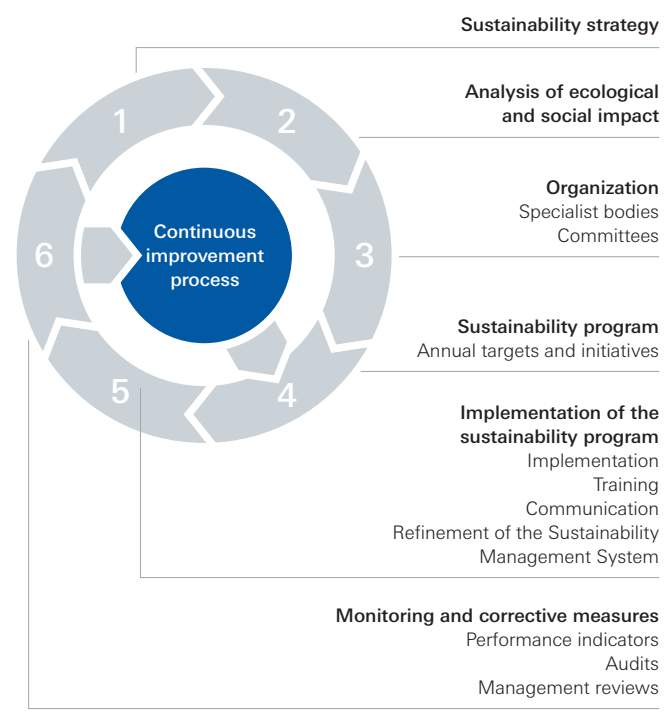 Sustainability strategy
Analysis of ecological
and social impact
Organization
Specialist bodies
Committees
Sustainability program
Annual targets and initiatives
Implementation of the
sustainability program
Implementation
Training
Communication
Refinement of the Sustainability
Management System
Monitoring and corrective measures
Performance indicators
Audits
Management reviews
1
2
3
4
5
6
Continuous
improvement
process